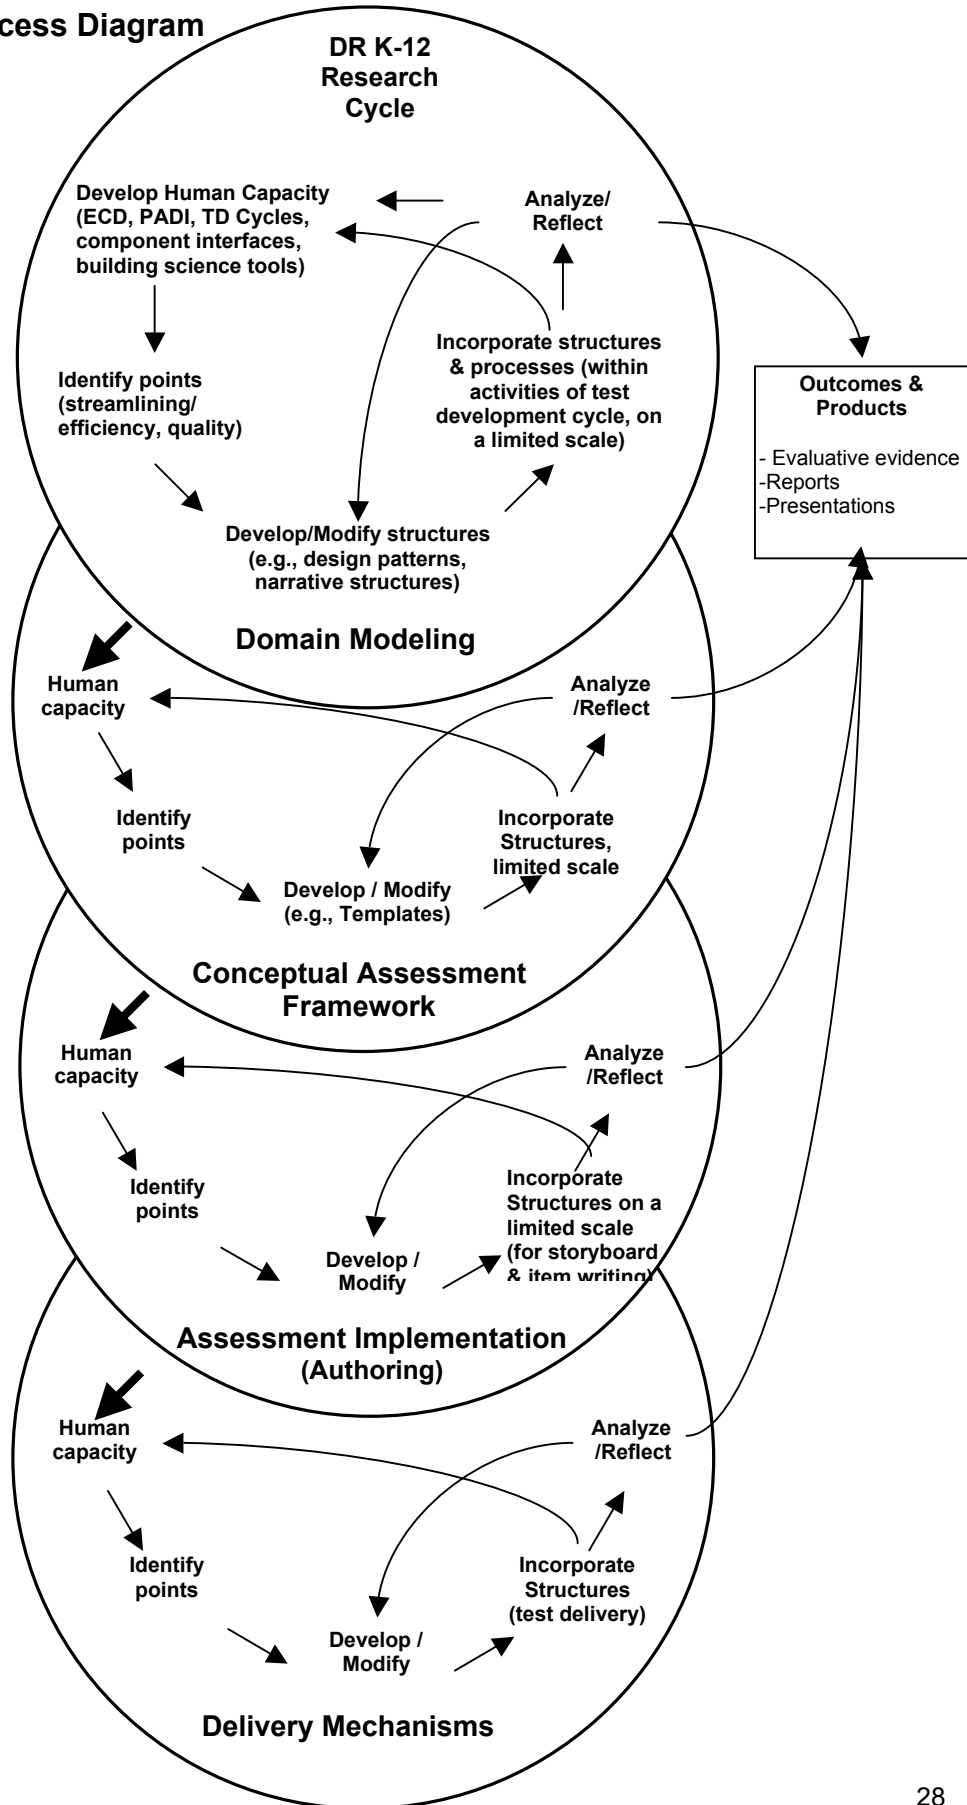 cess Diagram
DR K-12
Research
Cycle
Develop Human Capacity
(ECD, PADI, TD Cycles,
component interfaces,
building science tools)
Analyze/
Reflect
Identify points
(streamlining/
efficiency, quality)
Incorporate structures
& processes (within
activities of test
development cycle, on
a limited scale)
Develop/Modify structures
(e.g., design patterns,
narrative structures)
Domain Modeling
Outcomes &
Products
- Evaluative evidence
-Reports
-Presentations
Human
capacity
Analyze
/Reflect
Identify
points
Incorporate
Structures,
limited scale
Develop / Modify
(e.g., Templates)
Conceptual Assessment
Framework
Human
capacity
Analyze
/Reflect
Identify
points
Incorporate
Structures on a
limited scale
(for storyboard
& item writing)
Develop /
Modify
Assessment Implementation
(Authoring)
Human
capacity
Analyze
/Reflect
Identify
points
Incorporate
Structures
(test delivery)
Develop /
Modify
Delivery Mechanisms
28